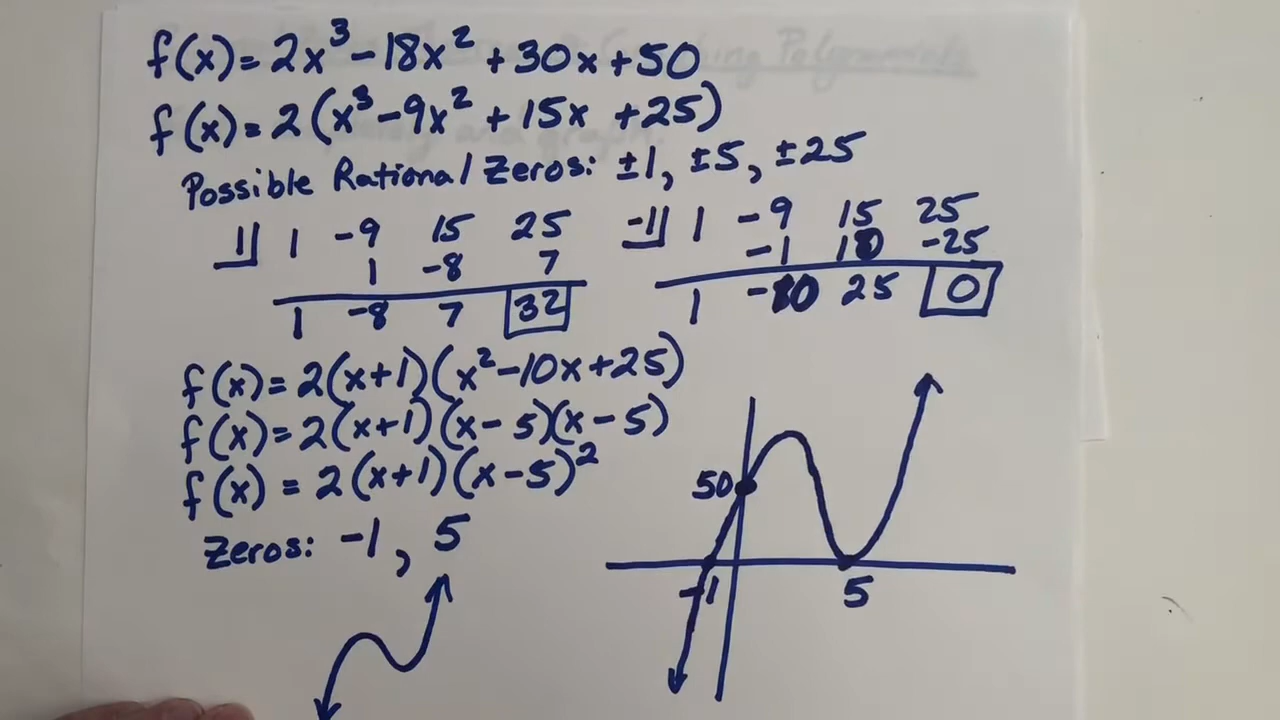 f(x)=2x³-18x²+30x+50
f(x)=2(x³-9x²+15x+25)
Possible Rational Zeros: ±1, ±5, ±25
1| 1 -9 15 25
1 -8 7
1 -8 7 32
-1| 1 -9 15 25
-1 10 -25
1 -10 25 0
f(x)=2(x+1)(x²-10x+25)
f(x)=2(x+1)(x-5)(x-5)
f(x)=2(x+1)(x-5)²
Zeros: -1, 5
50
-1
5